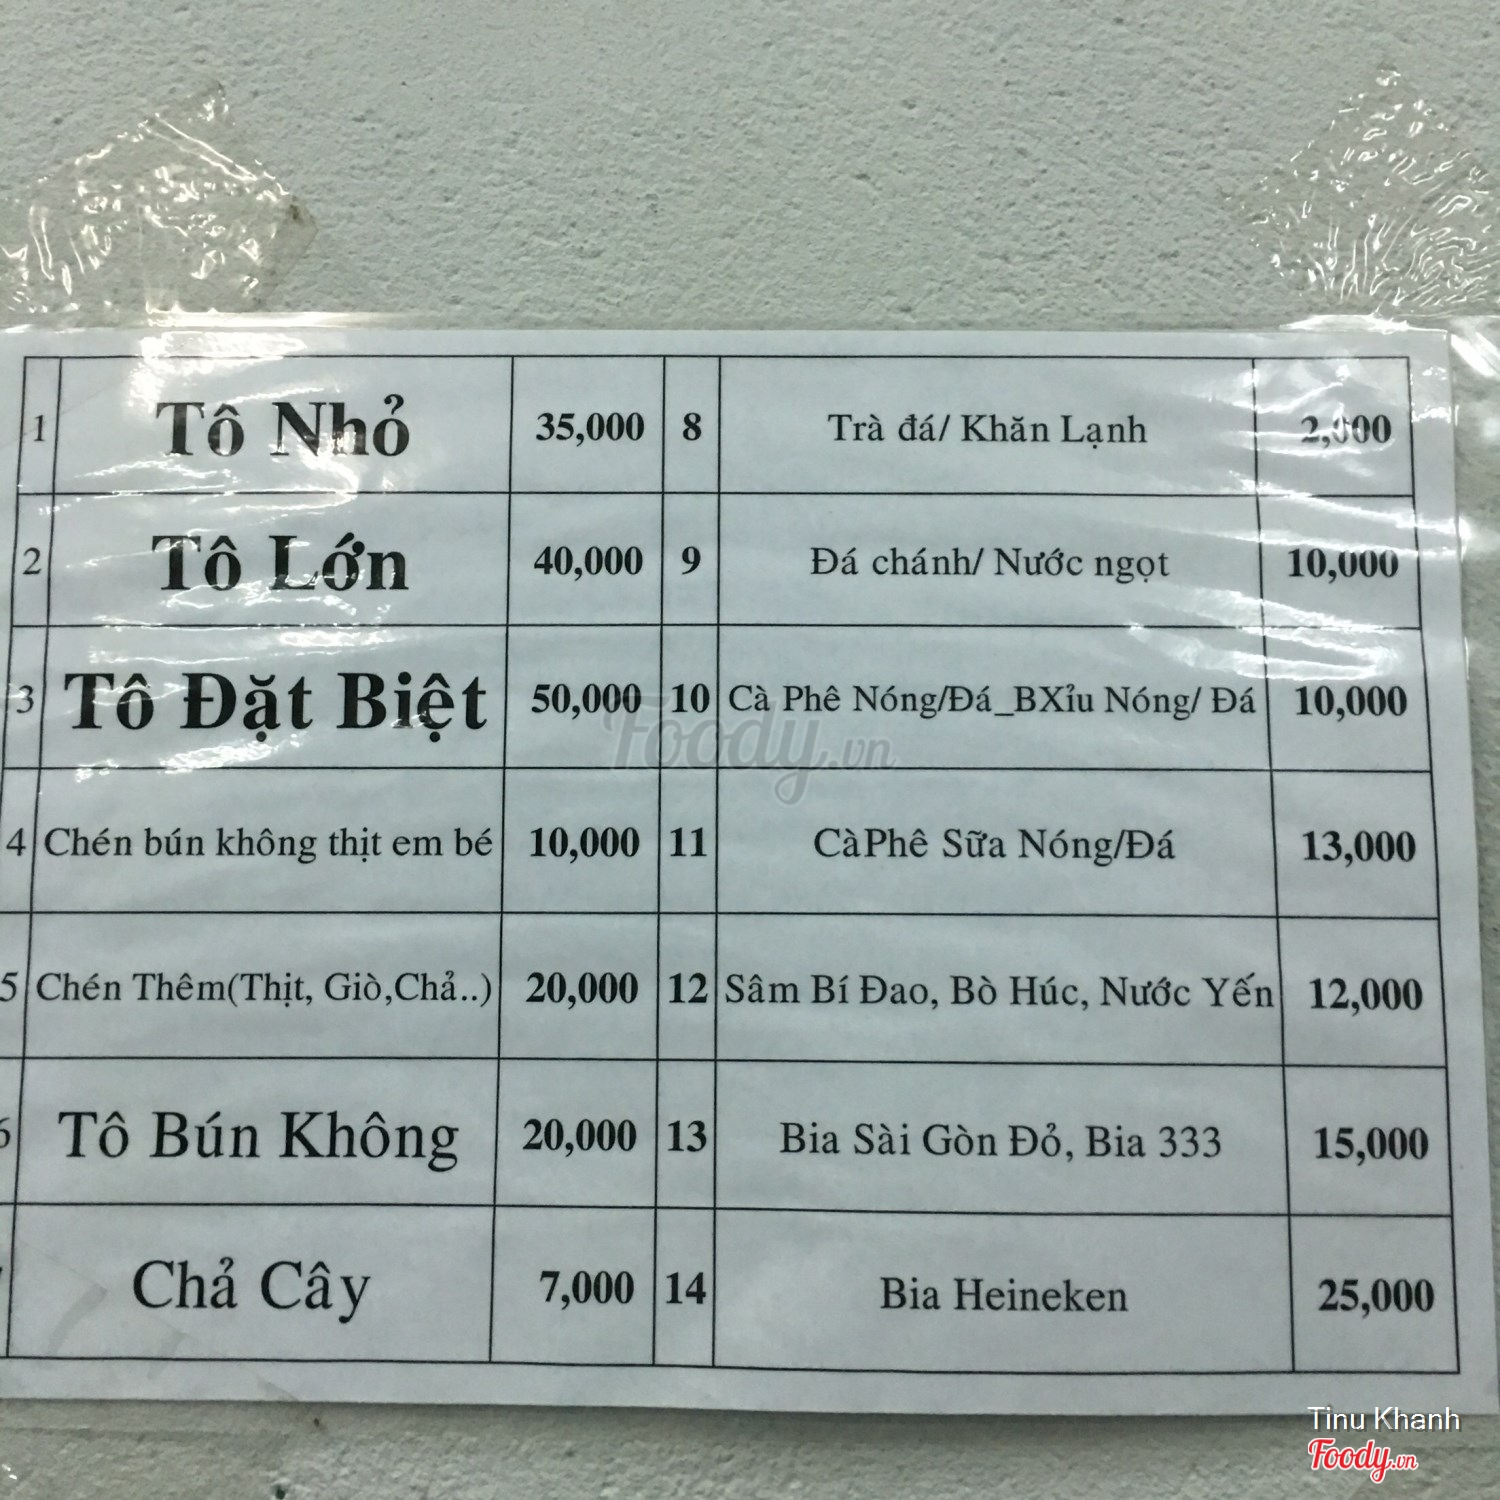 1 Tô Nhỏ 35,000 8 Trà đá/ Khăn Lạnh 2,000
2 Tô Lớn 40,000 9 Đá chánh/ Nước ngọt 10,000
3 Tô Đặt Biệt 50,000 10 Cà Phê Nóng/Đá_BXỉu Nóng/ Đá 10,000
4 Chén bún không thịt em bé 10,000 11 CàPhê Sữa Nóng/Đá 13,000
5 Chén Thêm(Thịt, Giò,Chả..) 20,000 12 Sâm Bí Đao, Bò Húc, Nước Yến 12,000
6 Tô Bún Không 20,000 13 Bia Sài Gòn Đỏ, Bia 333 15,000
Chả Cây 7,000 14 Bia Heineken 25,000
Foody.vn
Tinu Khanh
Foody.vn